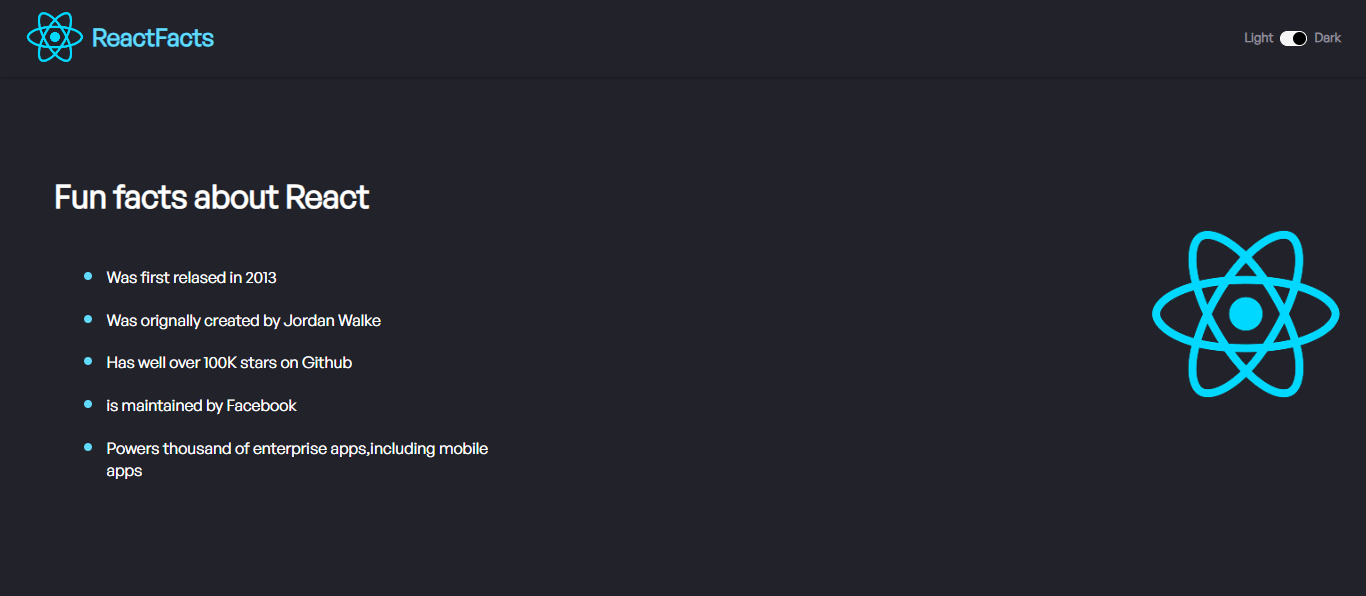 ReactFacts
Light Dark
Fun facts about React
Was first relased in 2013
Was orignally created by Jordan Walke
Has well over 100K stars on Github
is maintained by Facebook
Powers thousand of enterprise apps,including mobile
apps